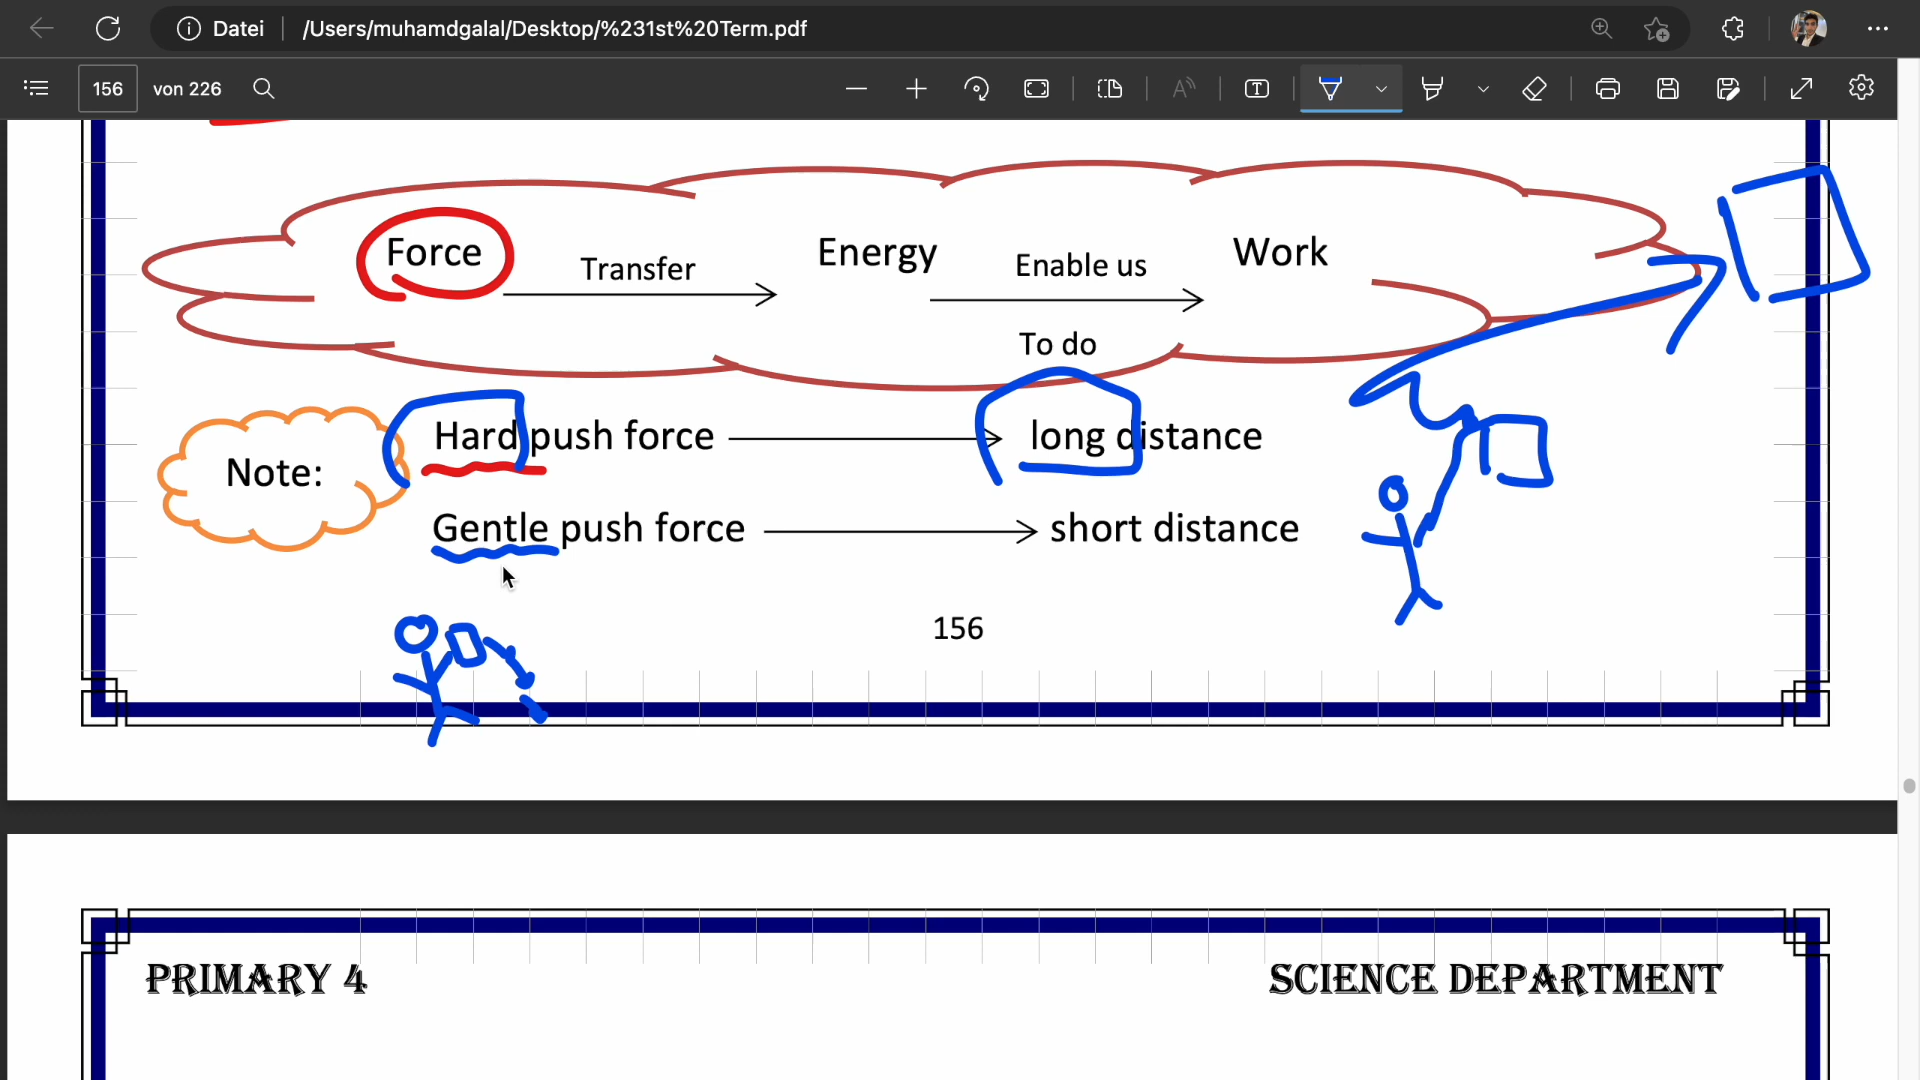 Datei /Users/muhamdgalal/Desktop/%231st%20Term.pdf
156 von 226
Force Transfer Energy Enable us Work
To do
Note:
Hard push force long distance
Gentle push force short distance
156
PRIMARY 4 SCIENCE DEPARTMENT